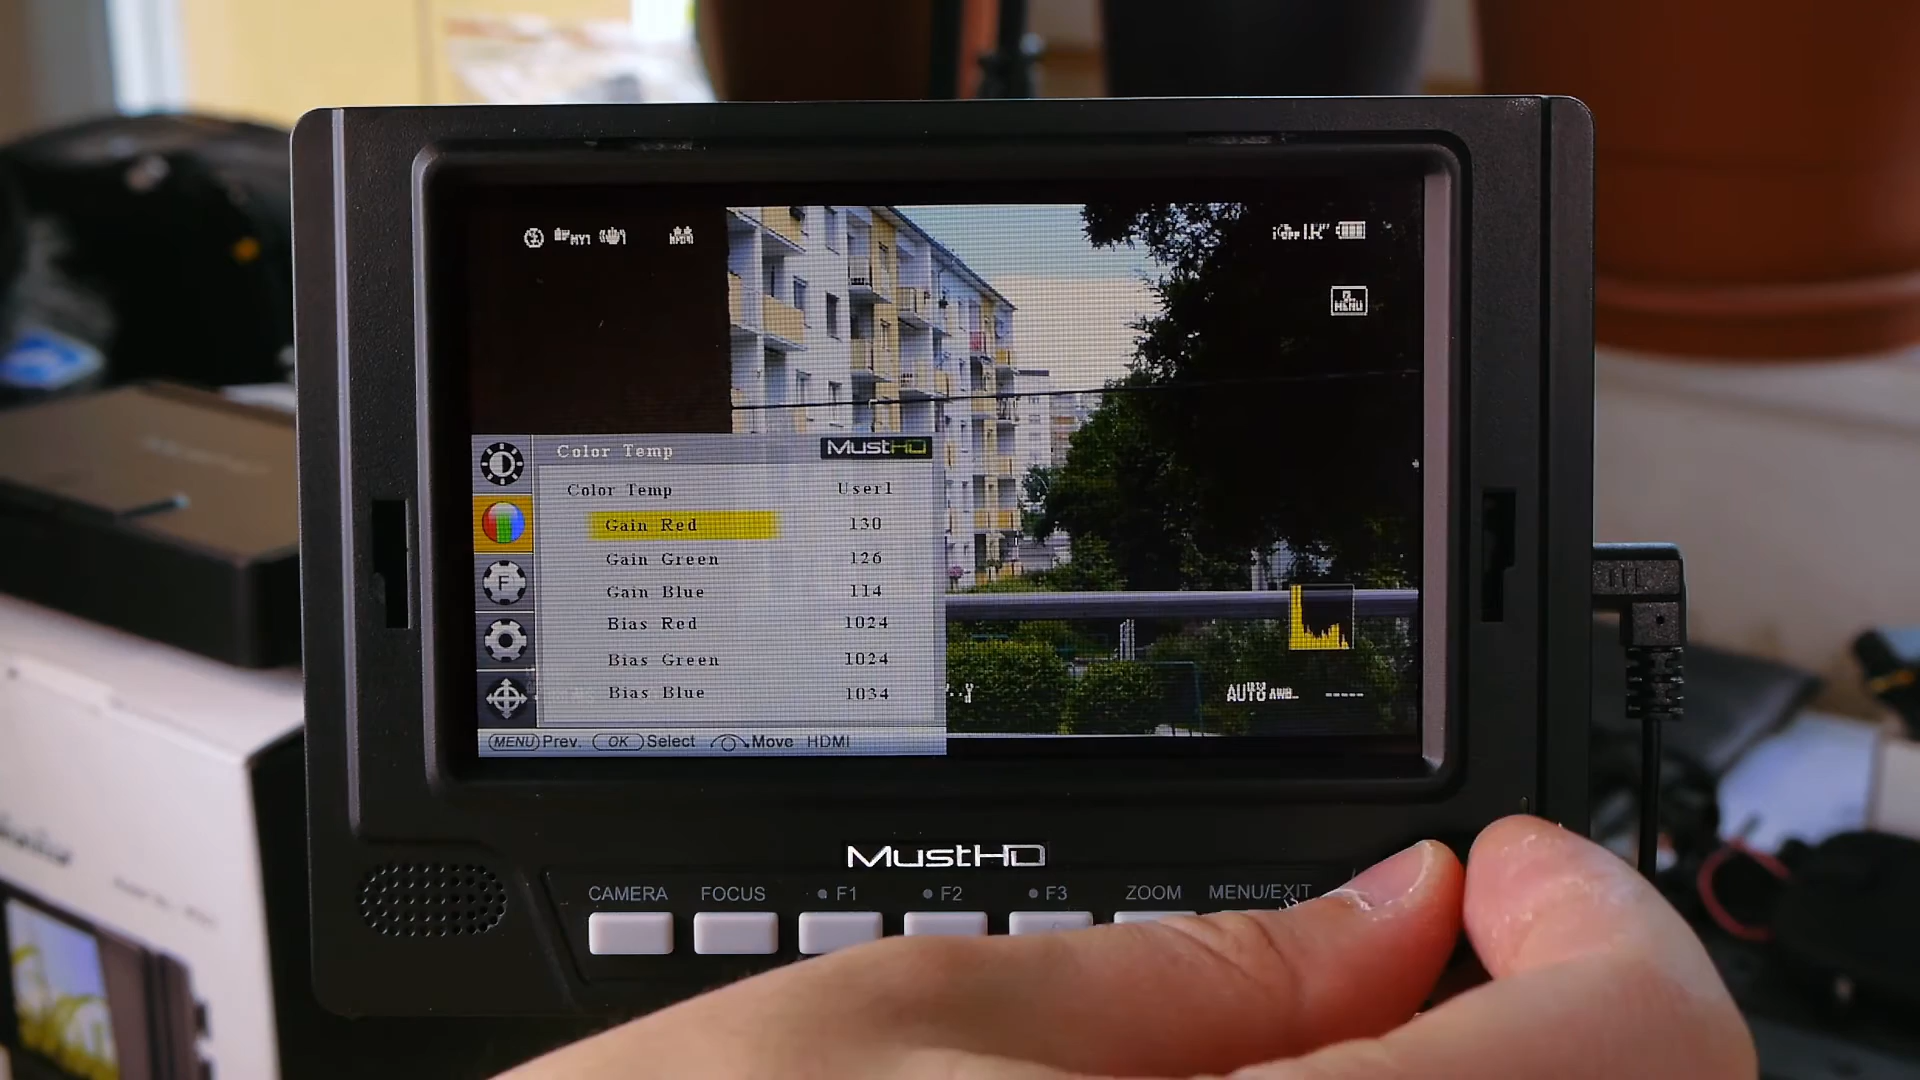 MENU
Color Temp MustHD
Color Temp User1
Gain Red 130
Gain Green 126
Gain Blue 114
Bias Red 1024
Bias Green 1024
Bias Blue 1034
AUTO AWB
MENU Prev. OK Select Move HDMI
F
MustHD
CAMERA FOCUS F1 F2 F3 ZOOM MENU/EXIT